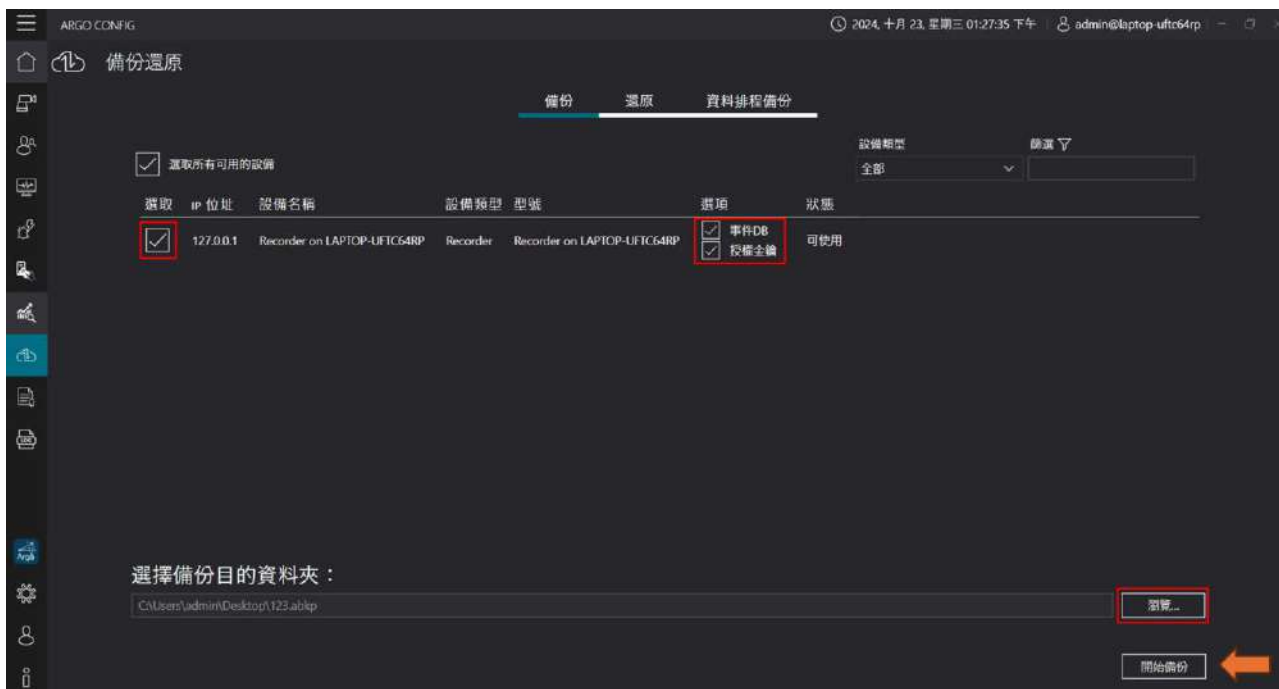 ARGO CONFIG
2024, 十月 23, 星期三 01:27:35 下午
admin@laptop-uftc64rp
備份還原
備份 還原 資料排程備份
設備類型 篩選
選取所有可用的設備
全部
選取 IP 位址 設備名稱 設備類型 型號 選項 狀態
127.0.0.1 Recorder on LAPTOP-UFTC64RP Recorder Recorder on LAPTOP-UFTC64RP 事件DB 可使用
授權金鑰
Argo
選擇備份目的資料夾：
C:\Users\admin\Desktop\123.abkp
瀏覽...
開始備份